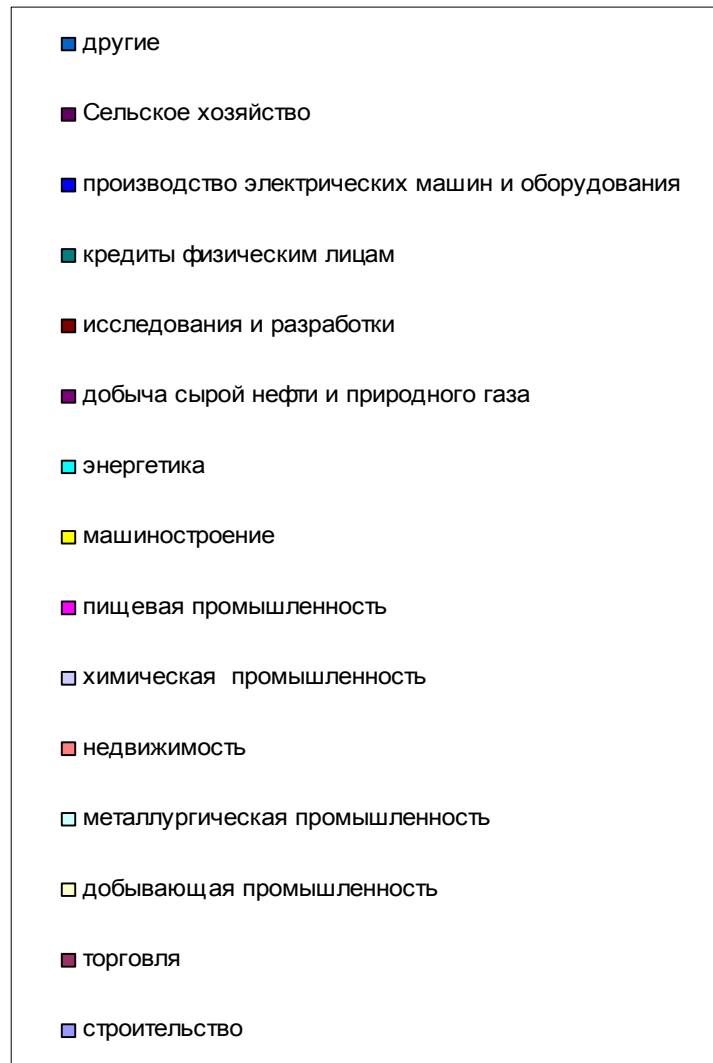 другие
Сельское хозяйство
производство электрических машин и оборудования
кредиты физическим лицам
исследования и разработки
добыча сырой нефти и природного газа
энергетика
машиностроение
пищевая промышленность
химическая промышленность
недвижимость
металлургическая промышленность
добывающая промышленность
торговля
строительство